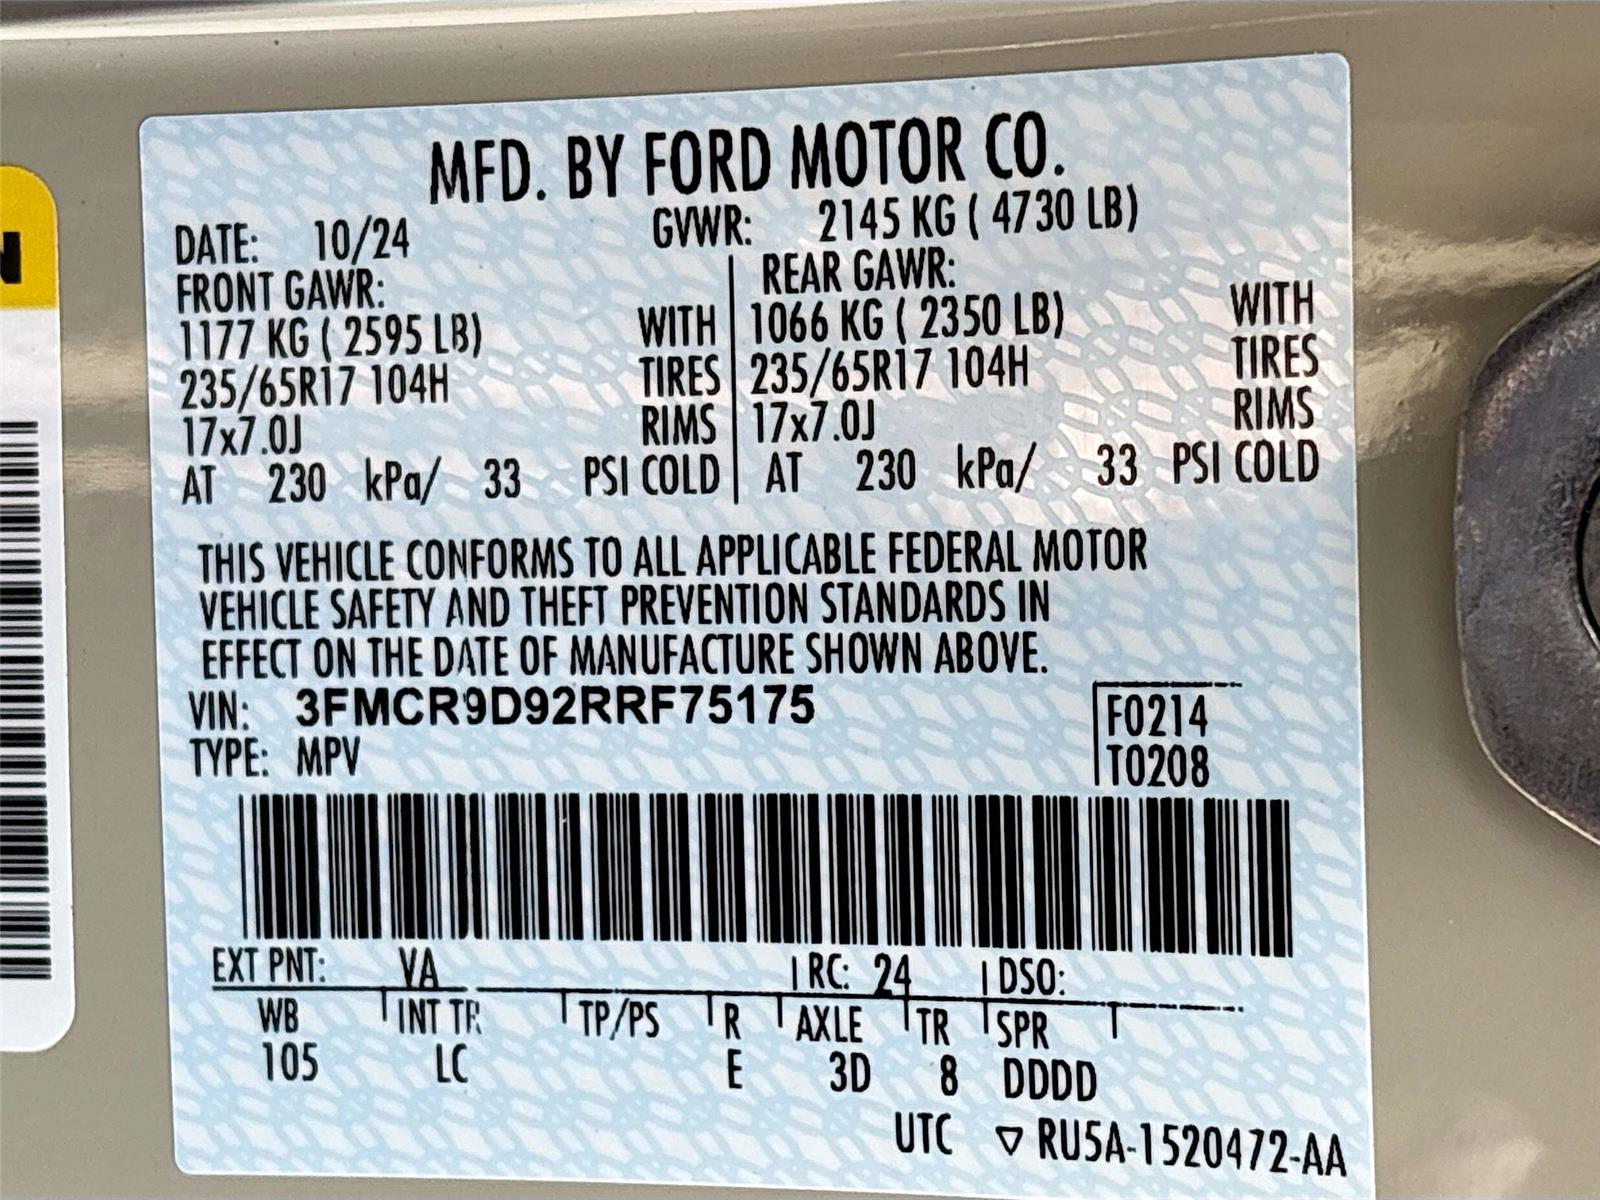 MFD. BY FORD MOTOR CO.
DATE: 10/24 GVWR: 2145 KG ( 4730 LB)
FRONT GAWR: REAR GAWR:
1177 KG ( 2595 LB) WITH 1066 KG ( 2350 LB) WITH
235/65R17 104H TIRES 235/65R17 104H TIRES
17x7.0J RIMS 17x7.0J RIMS
AT 230 kPa/ 33 PSI COLD AT 230 kPa/ 33 PSI COLD
THIS VEHICLE CONFORMS TO ALL APPLICABLE FEDERAL MOTOR
VEHICLE SAFETY AND THEFT PREVENTION STANDARDS IN
EFFECT ON THE DATE OF MANUFACTURE SHOWN ABOVE.
VIN: 3FMCR9D92RRF75175
F0214
TYPE: MPV
T0208
EXT PNT: VA RC: 24 DSO:
WB INT TR TP/PS R AXLE TR SPR
105 LC E 3D 8 DDDD
UTC ▽ RU5A-1520472-AA